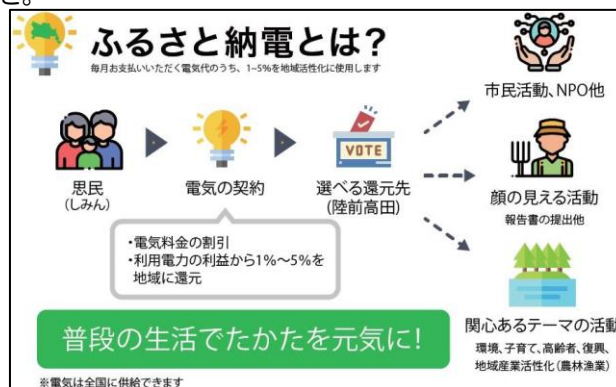 と。
ふるさと納電とは？
毎月お支払いいただく電気代のうち、1~5%を地域活性化に使用します
思民
(しみん)
電気の契約
VOTE
選べる還元先
(陸前高田)
市民活動、NPO他
顔の見える活動
報告書の提出他
関心あるテーマの活動
環境、子育て、高齢者、復興、
地域産業活性化(農林漁業)
・電気料金の割引
・利用電力の利益から1%〜5%を
地域に還元
普段の生活でたかたを元気に!
※電気は全国に供給できます